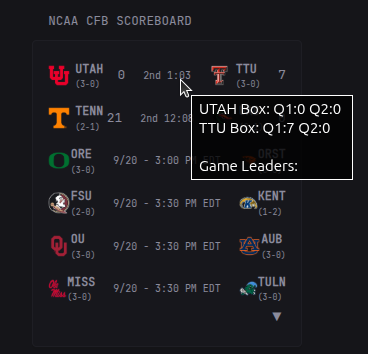 NCAA CFB SCOREBOARD
UTAH 0 2nd 1:03 TTU 7
(3-0) (3-0)
UTAH Box: Q1:0 Q2:0
TTU Box: Q1:7 Q2:0
Game Leaders:
TENN 21 2nd 12:08
(2-1)
ORE 9/20 - 3:00 PM ORST
(3-0)
FSU 9/20 - 3:30 PM EDT KENT
(2-0) (1-2)
OU 9/20 - 3:30 PM EDT AUB
(3-0) (3-0)
MISS 9/20 - 3:30 PM EDT TULN
(3-0) (3-0)